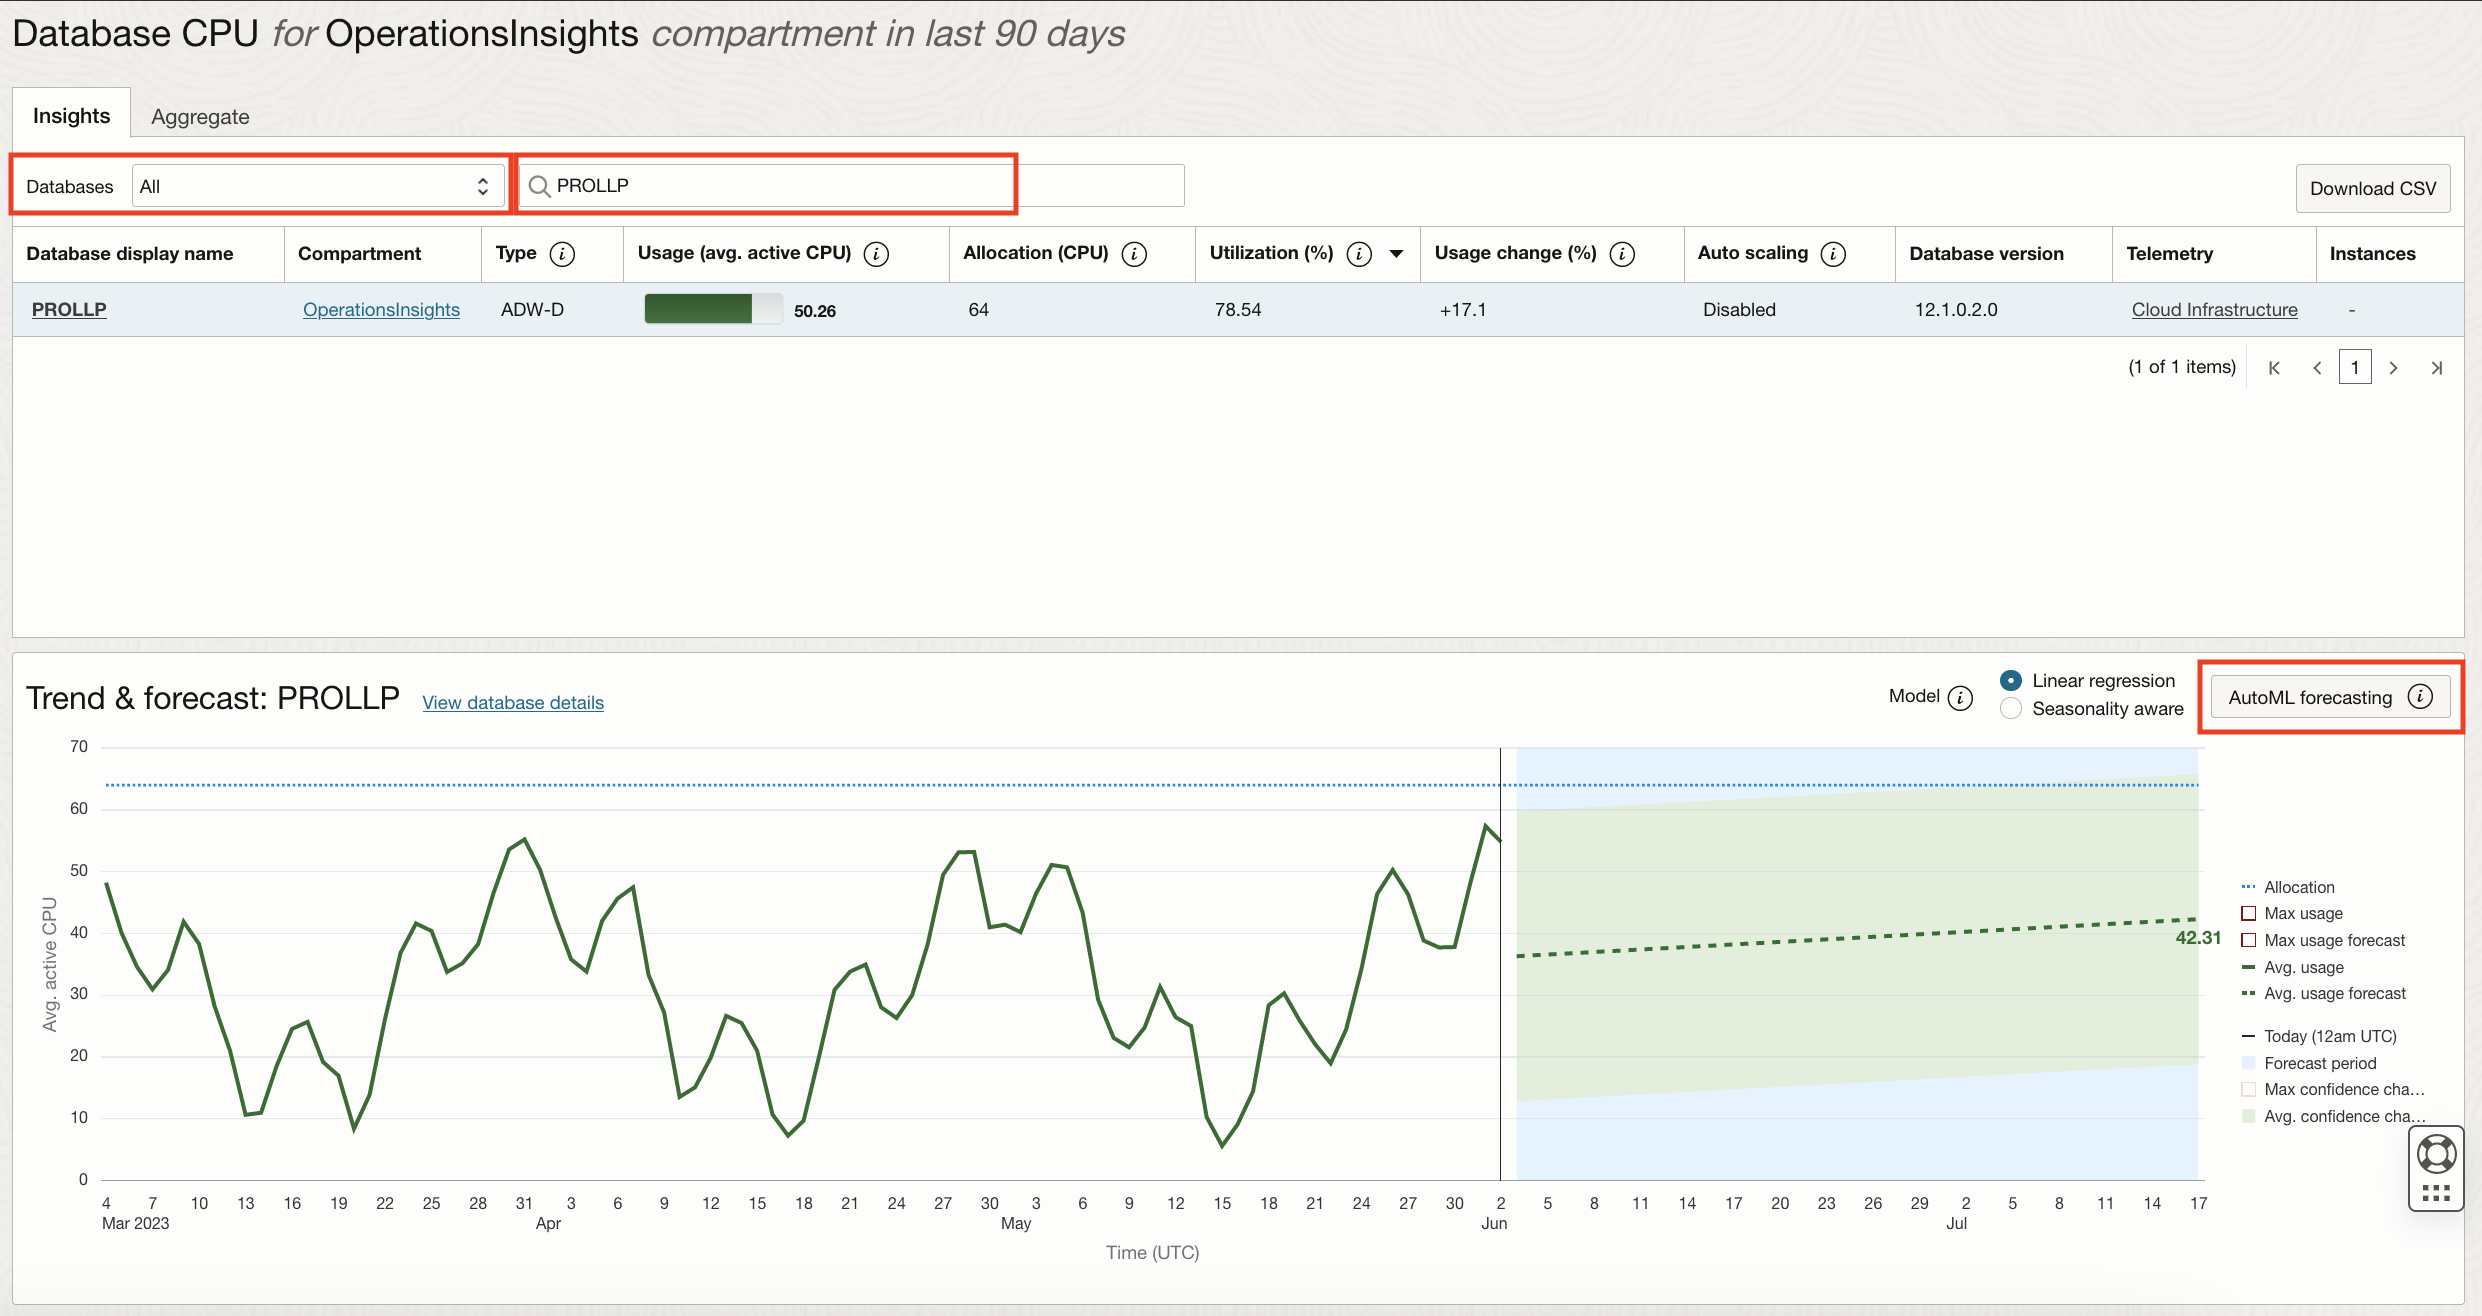 Database CPU for OperationsInsights compartment in last 90 days
Insights
Aggregate
Databases
All
PROLLP
Download CSV
Database display name Compartment Type Usage (avg. active CPU) Allocation (CPU) Utilization (%) Usage change (%) Auto scaling Database version Telemetry Instances
PROLLP OperationsInsights ADW-D 50.26 64 78.54 +17.1 Disabled 12.1.0.2.0 Cloud Infrastructure -
(1 of 1 items) 1
Trend & forecast: PROLLP View database details
Model
Linear regression
Seasonality aware
AutoML forecasting
70
60
50
40
30
20
10
0
Avg. active CPU
42.31
Allocation
Max usage
Max usage forecast
Avg. usage
Avg. usage forecast
Today (12am UTC)
Forecast period
Max confidence cha...
Avg. confidence cha...
4 7 10 13 16 19 22 25 28 31 3 6 9 12 15 18 21 24 27 30 3 6 9 12 15 18 21 24 27 30 2 5 8 11 14 17 20 23 26 29 2 5 8 11 14 17
Mar 2023 Apr May Jun Jul
Time (UTC)